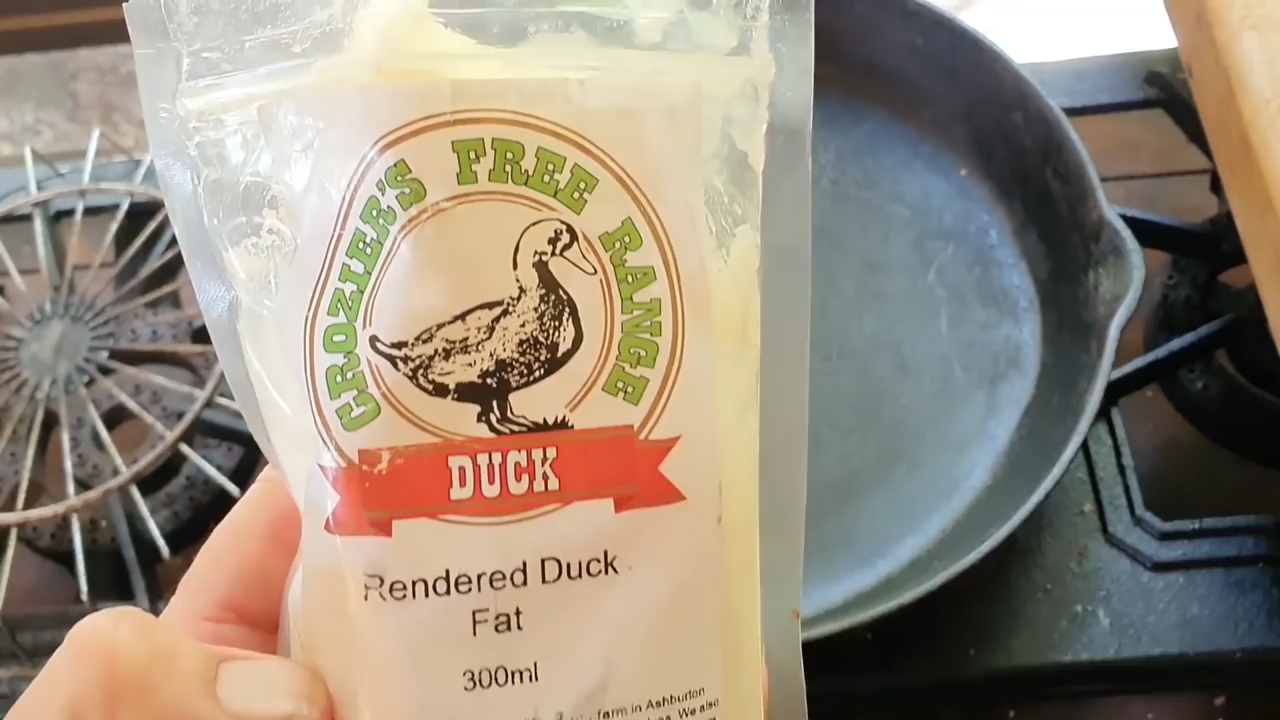 CROZIER'S FREE RANGE
DUCK
Rendered Duck
Fat
300ml
farm in Ashburton
We also